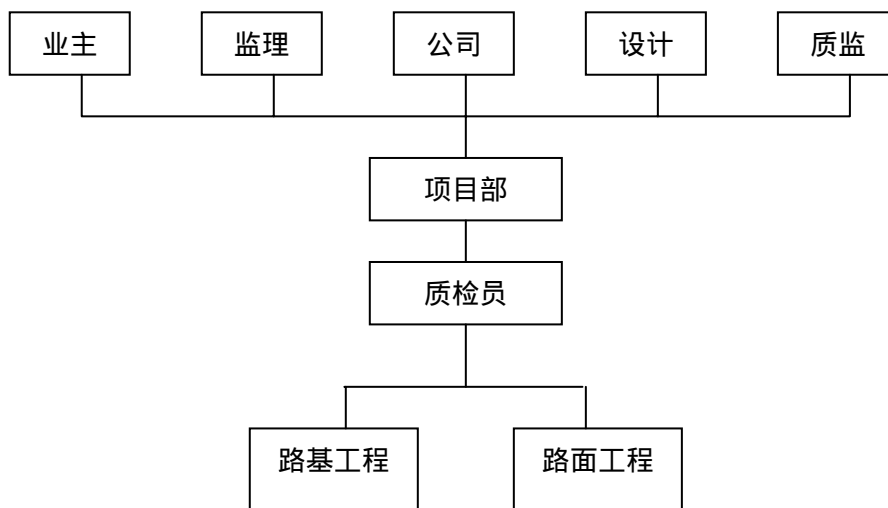 业主
监理
公司
设计
质监
项目部
质检员
路基工程
路面工程